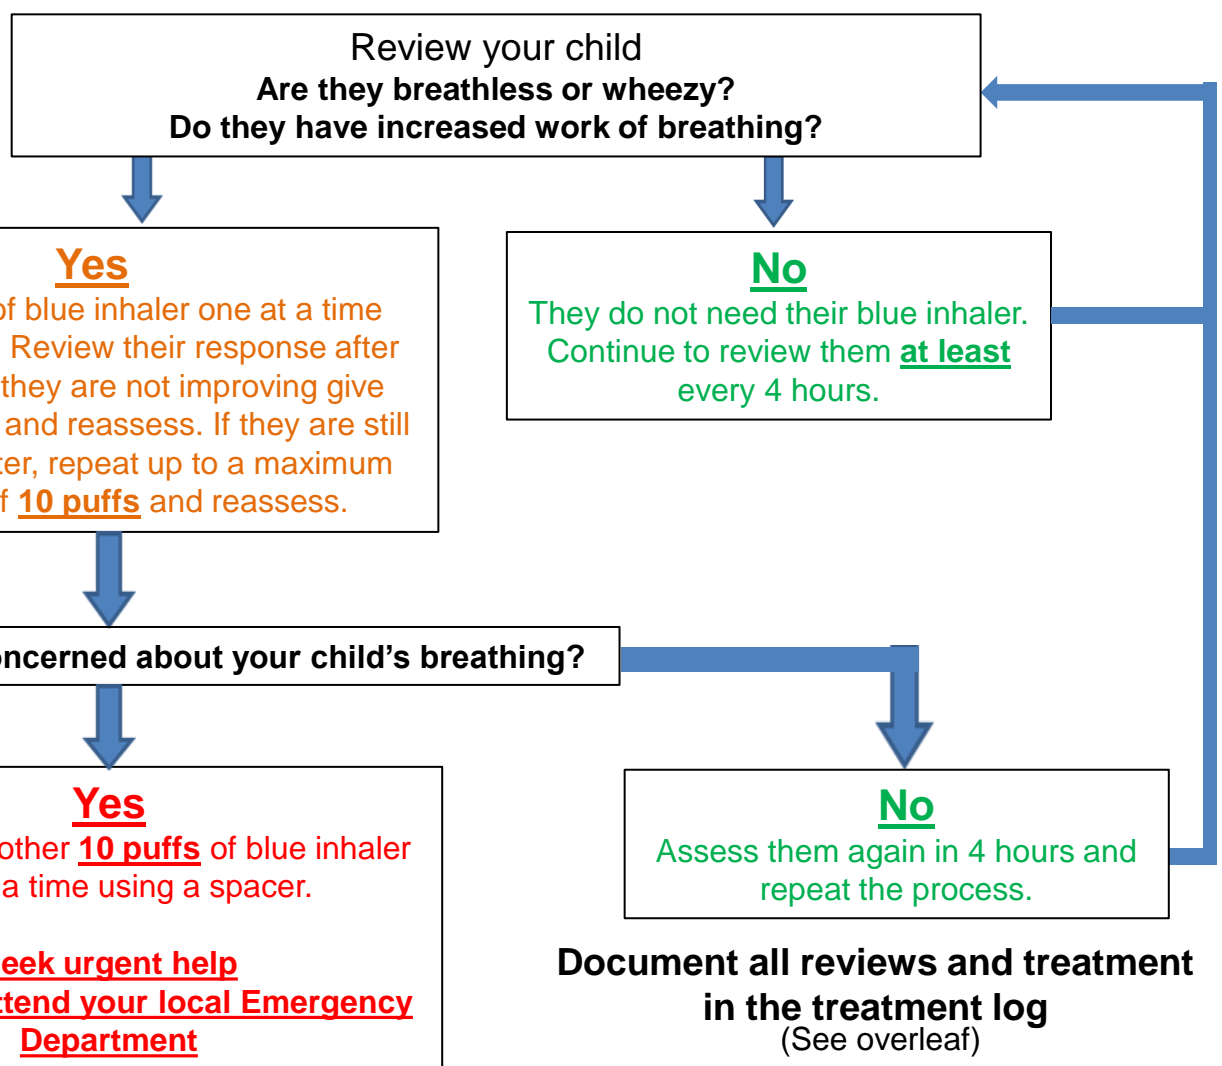 Review your child
Are they breathless or wheezy?
Do they have increased work of breathing?
Yes
of blue inhaler one at a time
Review their response after
they are not improving give
and reassess. If they are still
repeat up to a maximum
10 puffs and reassess.
No
They do not need their blue inhaler.
Continue to review them at least
every 4 hours.
about your child's breathing?
Yes
10 puffs of blue inhaler
a time using a spacer.
urgent help
your local Emergency
Department
No
Assess them again in 4 hours and
repeat the process.
Document all reviews and treatment
in the treatment log
(See overleaf)